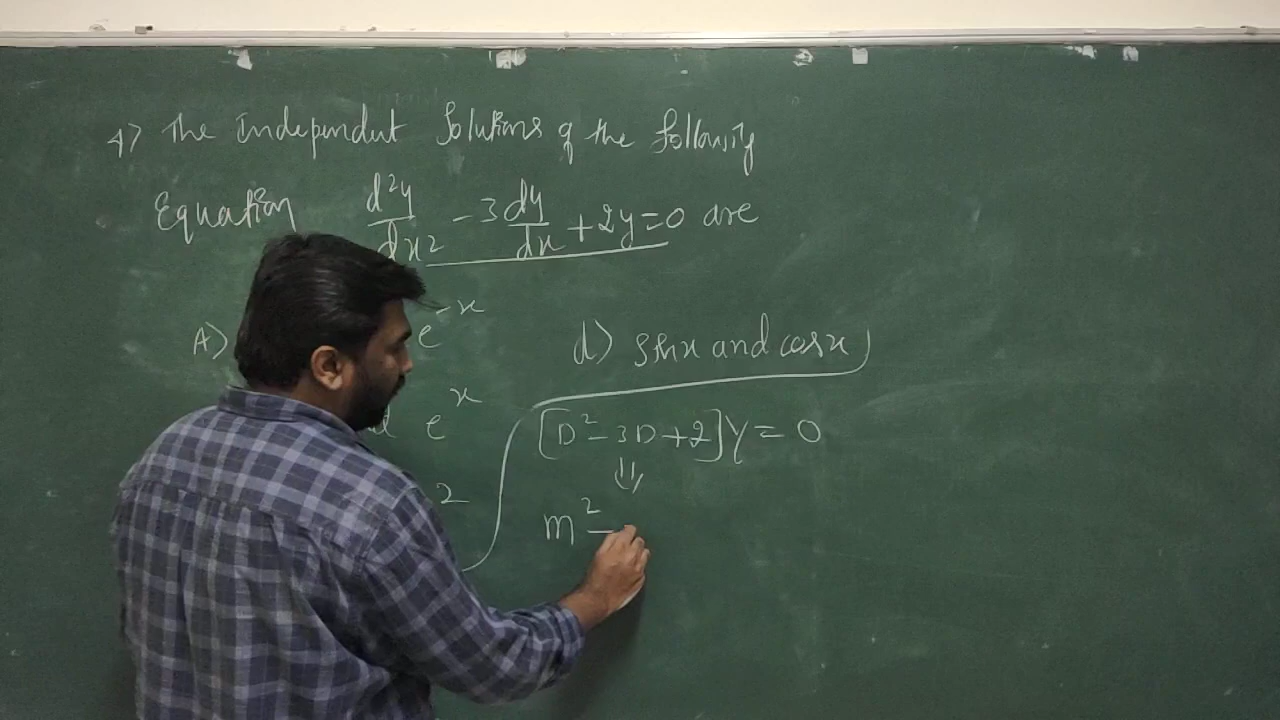 4) The Independent Solutions of the following
Equation d²y/dx² - 3 dy/dx + 2y = 0 are
A) e^-x
d) sinx and cosx
e^x
2
[D² - 3D + 2]y = 0
⇓
m² -